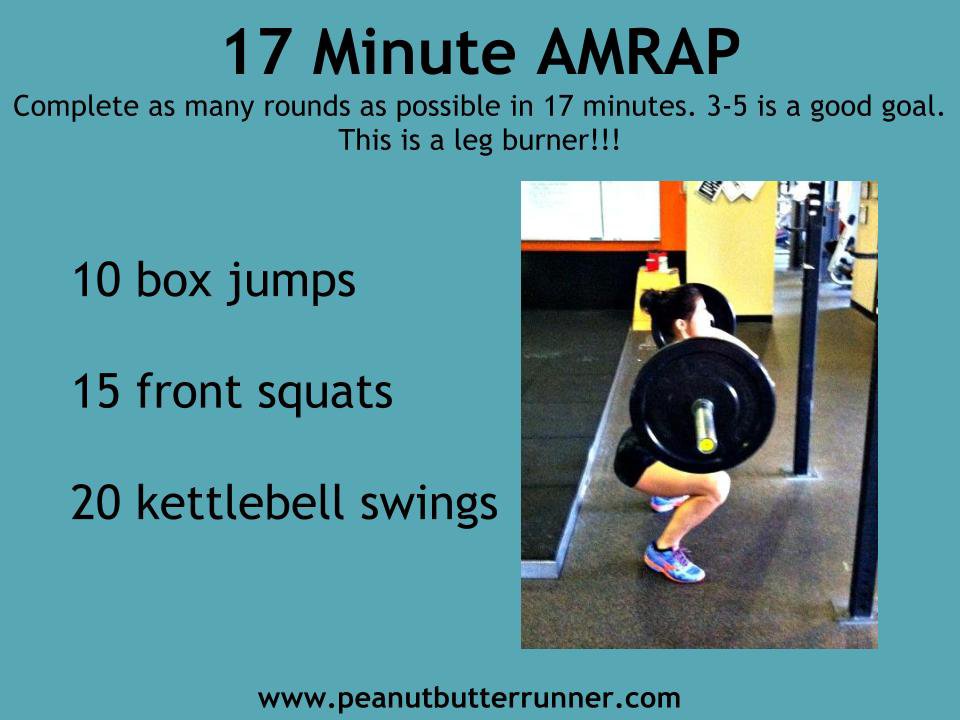 17 Minute AMRAP
Complete as many rounds as possible in 17 minutes. 3-5 is a good goal.
This is a leg burner!!!
10 box jumps
15 front squats
20 kettlebell swings
www.peanutbutterrunner.com